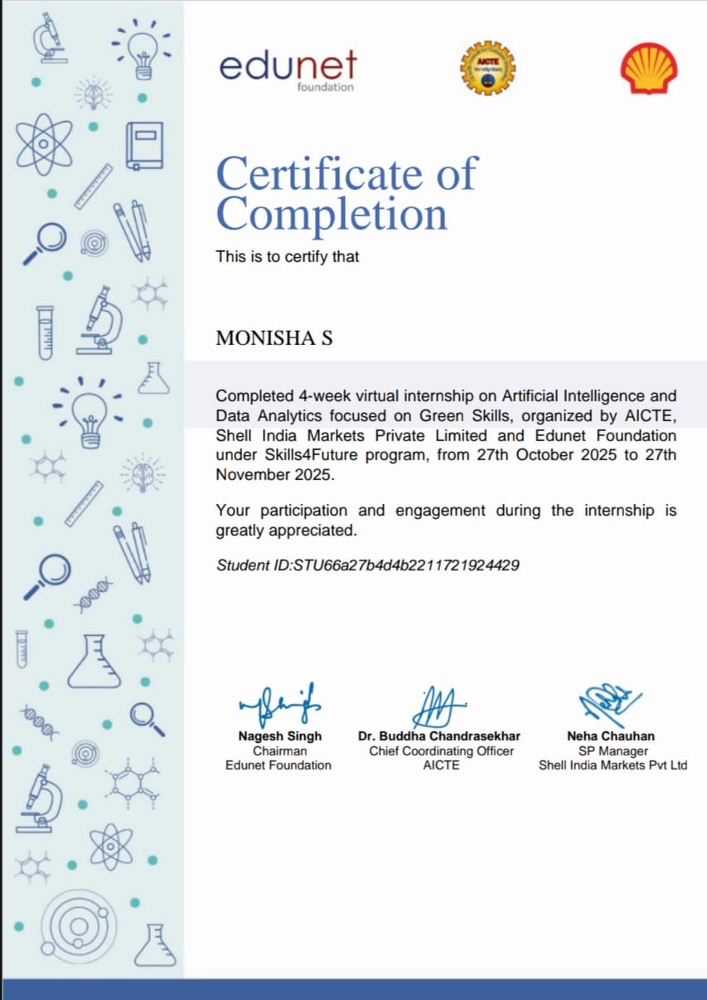 edunet
foundation
AICTE
Certificate of
Completion
This is to certify that
MONISHA S
Completed 4-week virtual internship on Artificial Intelligence and
Data Analytics focused on Green Skills, organized by AICTE,
Shell India Markets Private Limited and Edunet Foundation
under Skills4Future program, from 27th October 2025 to 27th
November 2025.
Your participation and engagement during the internship is
greatly appreciated.
Student ID:STU66a27b4d4b2211721924429
Nagesh Singh
Chairman
Edunet Foundation
Dr. Buddha Chandrasekhar
Chief Coordinating Officer
AICTE
Neha Chauhan
SP Manager
Shell India Markets Pvt Ltd